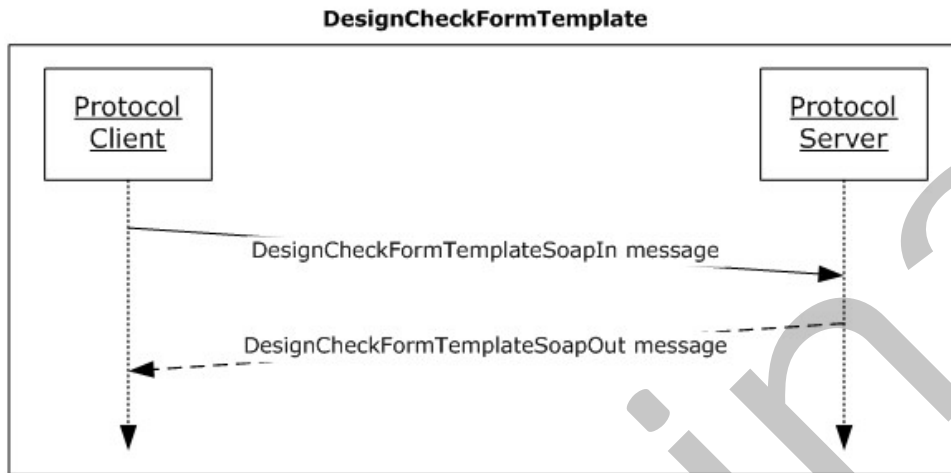 DesignCheckFormTemplate
Protocol
Client
Protocol
Server
DesignCheckFormTemplateSoapIn message
DesignCheckFormTemplateSoapOut message